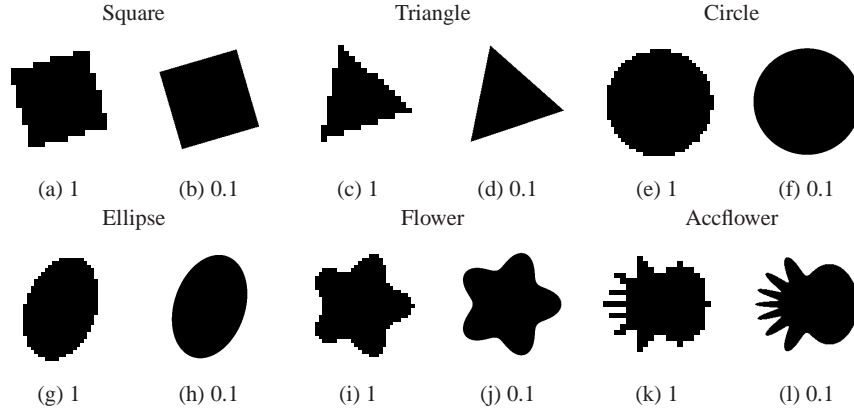 Square Triangle Circle
(a) 1 (b) 0.1 (c) 1 (d) 0.1 (e) 1 (f) 0.1
Ellipse Flower Accflower
(g) 1 (h) 0.1 (i) 1 (j) 0.1 (k) 1 (l) 0.1